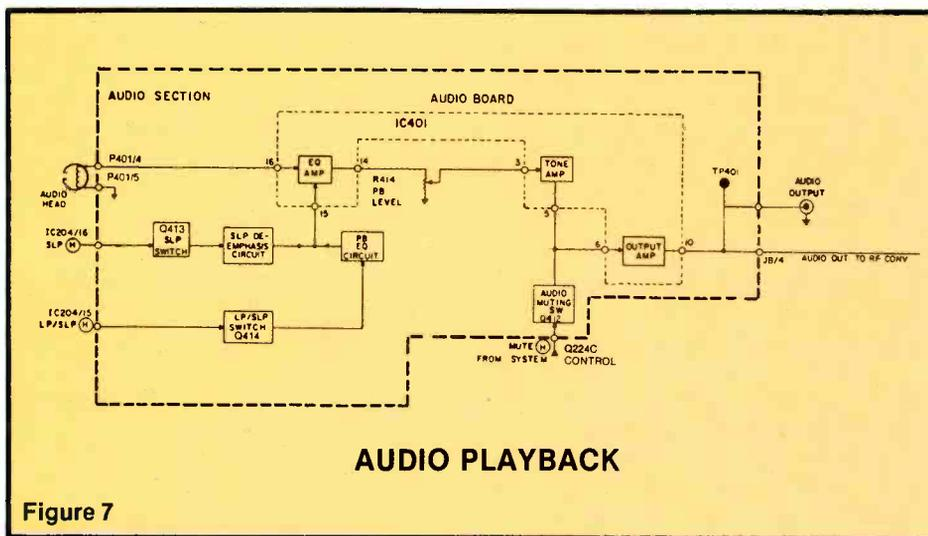 AUDIO SECTION
AUDIO BOARD
IC401
P401/4
P401/5
AUDIO
HEAD
16
EQ
AMP
14
R414
PB
LEVEL
3
TONE
AMP
TP401
AUDIO
OUTPUT
15
5
IC204/16
SLP
H
Q413
SLP
SWITCH
SLP DE-
EMPHASIS
CIRCUIT
PB
EQ
CIRCUIT
6
OUTPUT
AMP
10
J8/4
AUDIO OUT TO RF CONV
IC204/15
LP/SLP
H
LP/SLP
SWITCH
Q414
AUDIO
MUTING
SW
Q412
MUTE
H
FROM SYSTEM
Q224C
CONTROL
AUDIO PLAYBACK
Figure 7